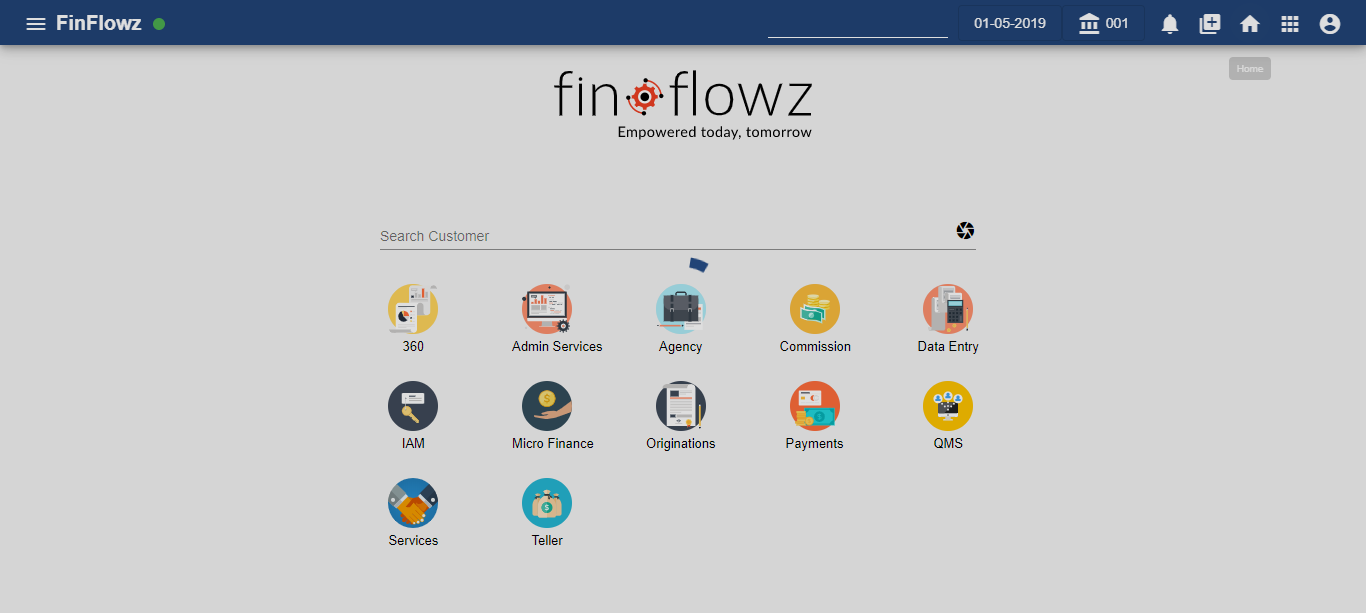 FinFlowz
01-05-2019
001
Home
finflowz
Empowered today, tomorrow
Search Customer
360
Admin Services
Agency
Commission
Data Entry
IAM
Micro Finance
Originations
Payments
QMS
Services
Teller